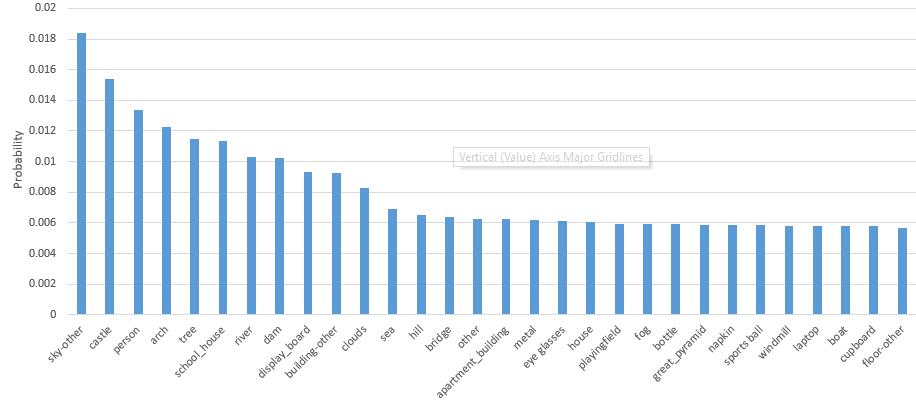 0.02
0.018
0.016
0.014
0.012
0.01
0.008
0.006
0.004
0.002
0
Probability
Vertical (Value) Axis Major Gridlines
sky-other
castle
person
arch
tree
school_house
river
dam
display_board
building-other
clouds
sea
hill
bridge
other
apartment_building
metal
eye glasses
house
playingfield
fog
bottle
great_pyramid
napkin
sports ball
windmill
laptop
boat
cupboard
floor-other